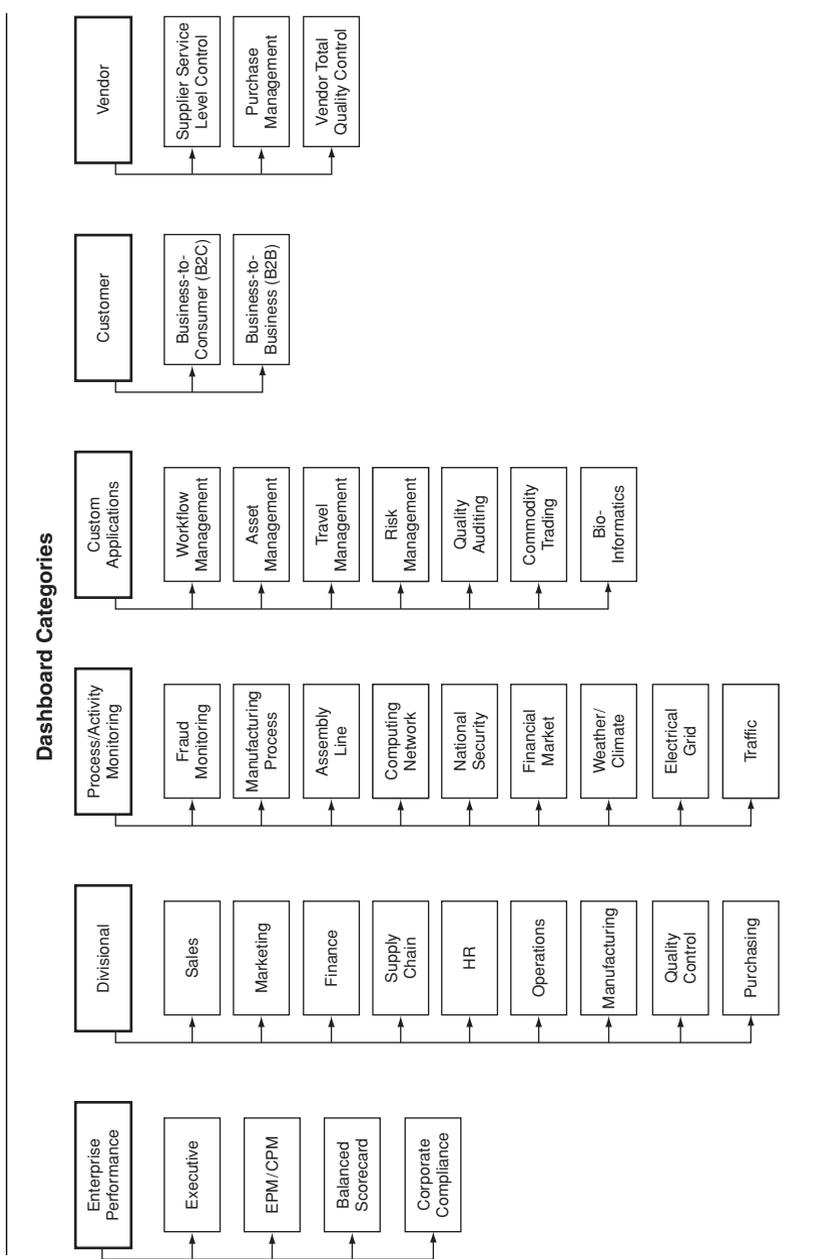 Dashboard Categories
Enterprise
Performance
Executive
EPM/CPM
Balanced
Scorecard
Corporate
Compliance
Divisional
Sales
Marketing
Finance
Supply
Chain
HR
Operations
Manufacturing
Quality
Control
Purchasing
Process/Activity
Monitoring
Fraud
Monitoring
Manufacturing
Process
Assembly
Line
Computing
Network
National
Security
Financial
Market
Weather/
Climate
Electrical
Grid
Traffic
Custom
Applications
Workflow
Management
Asset
Management
Travel
Management
Risk
Management
Quality
Auditing
Commodity
Trading
Bio-
Informatics
Customer
Business-to-
Consumer (B2C)
Business-to-
Business (B2B)
Vendor
Supplier Service
Level Control
Purchase
Management
Vendor Total
Quality Control